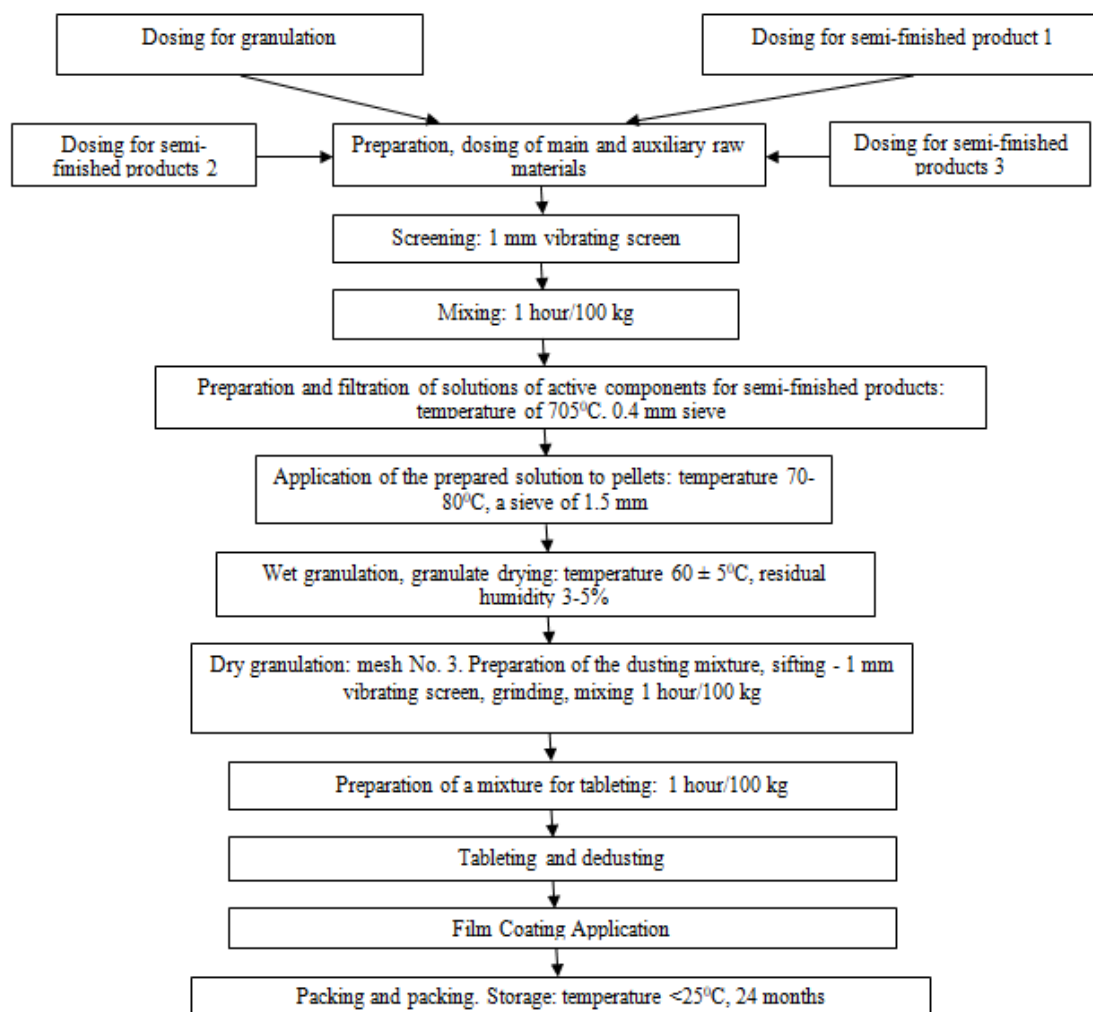 Dosing for granulation
Dosing for semi-finished product 1
Dosing for semi-
finished products 2
Preparation, dosing of main and auxiliary raw
materials
Dosing for semi-finished
products 3
Screening: 1 mm vibrating screen
Mixing: 1 hour/100 kg
Preparation and filtration of solutions of active components for semi-finished products:
temperature of 705⁰C. 0.4 mm sieve
Application of the prepared solution to pellets: temperature 70-
80⁰C, a sieve of 1.5 mm
Wet granulation, granulate drying: temperature 60 ± 5⁰C, residual
humidity 3-5%
Dry granulation: mesh No. 3. Preparation of the dusting mixture, sifting - 1 mm
vibrating screen, grinding, mixing 1 hour/100 kg
Preparation of a mixture for tableting: 1 hour/100 kg
Tableting and dedusting
Film Coating Application
Packing and packing. Storage: temperature <25⁰C, 24 months